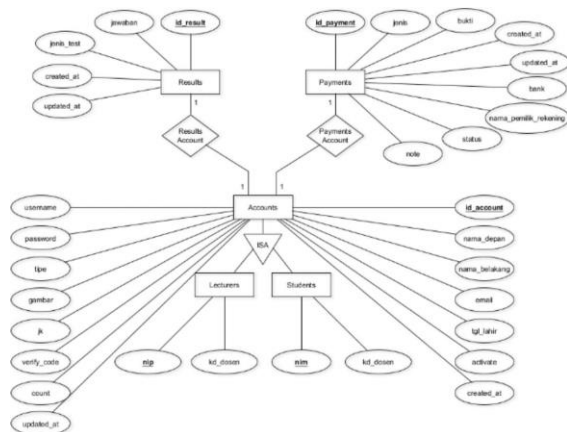 jawaban
id_result
jenis_test
created_at
updated_at
Results
1
Results
Account
1
id_payment
jenis
bukti
created_at
updated_at
bank
nama_pemilik_rekening
status
note
Payments
1
Payments
Account
1
Accounts
username
password
tipe
gambar
jk
verify_code
count
updated_at
id_account
nama_depan
nama_belakang
email
tgl_lahir
activate
created_at
ISA
Lecturers
Students
nip
kd_dosen
nim
kd_dosen